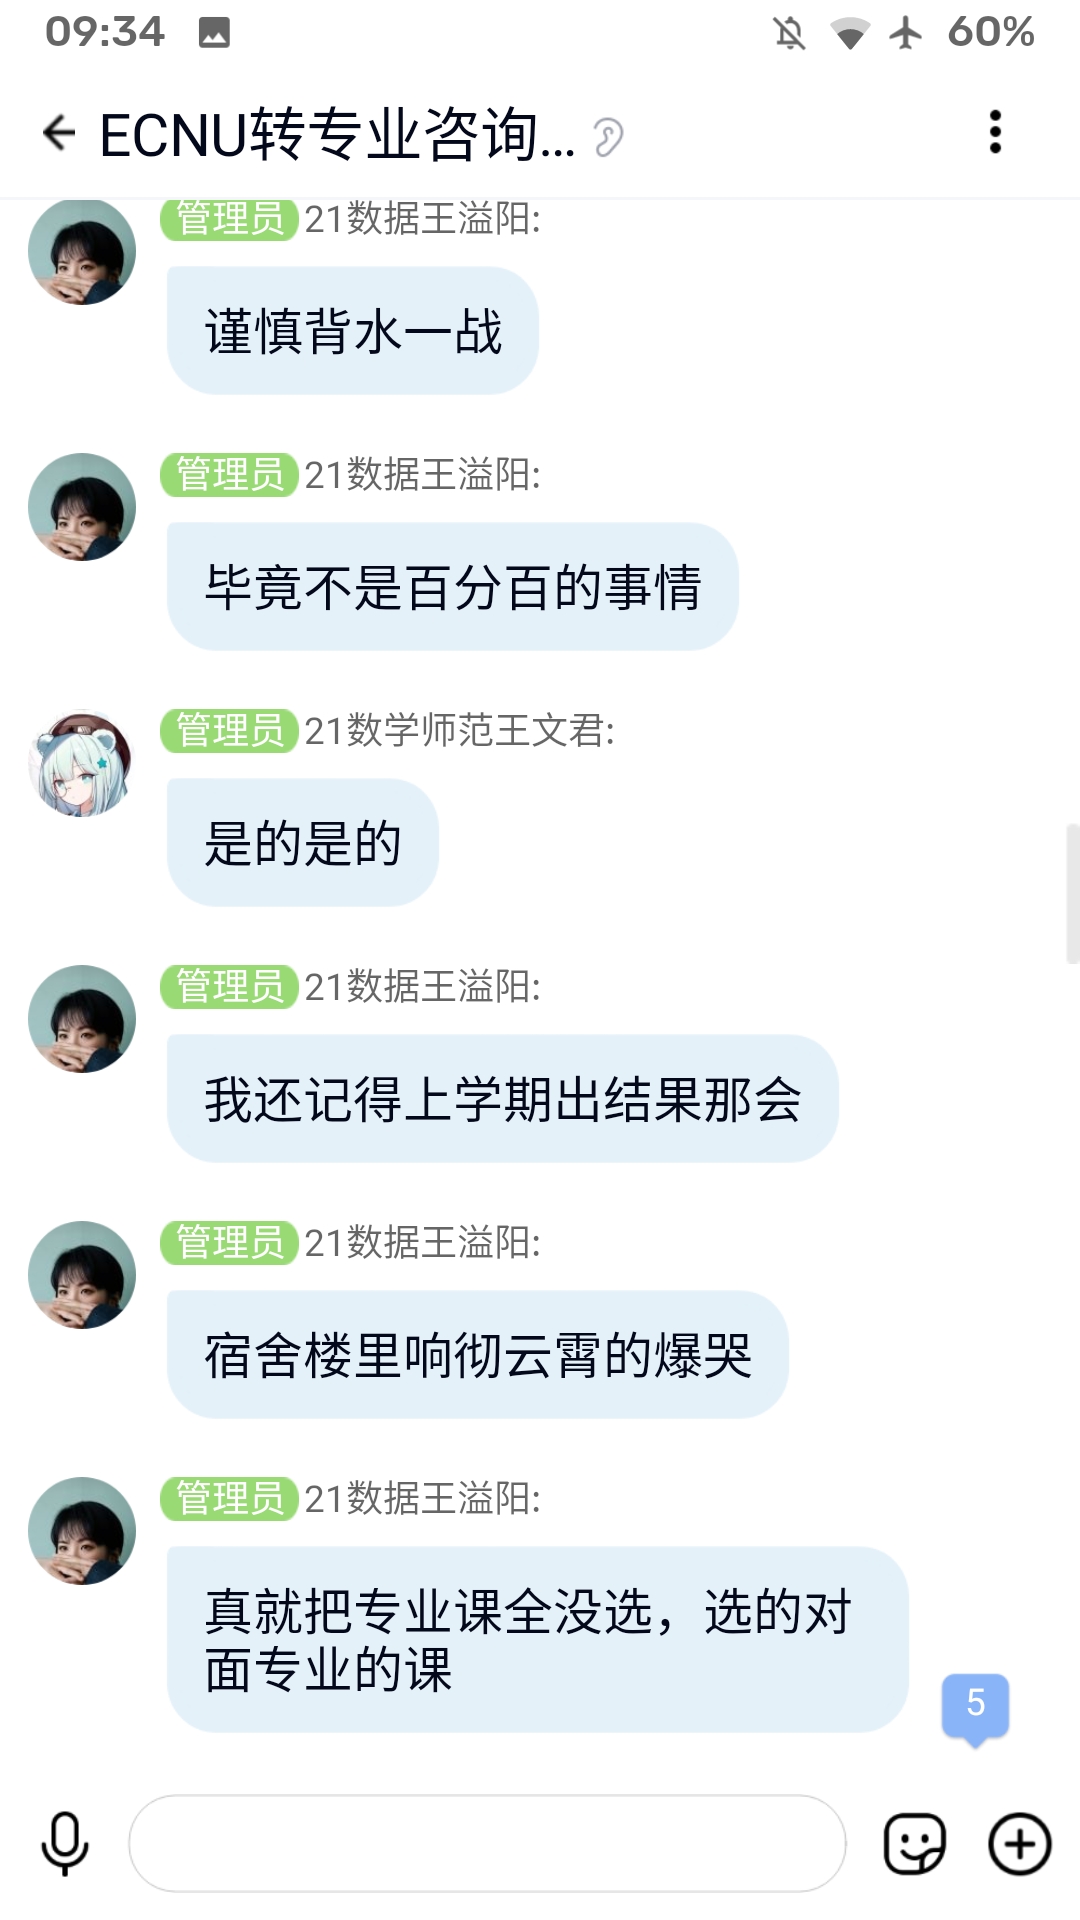 09:34 60%
ECNU转专业咨询...
管理员 21数据王溢阳:
谨慎背水一战
管理员 21数据王溢阳:
毕竟不是百分百的事情
管理员 21数学师范王文君:
是的是的
管理员 21数据王溢阳:
我还记得上学期出结果那会
管理员 21数据王溢阳:
宿舍楼里响彻云霄的爆哭
管理员 21数据王溢阳:
真就把专业课全没选，选的对
面专业的课
5